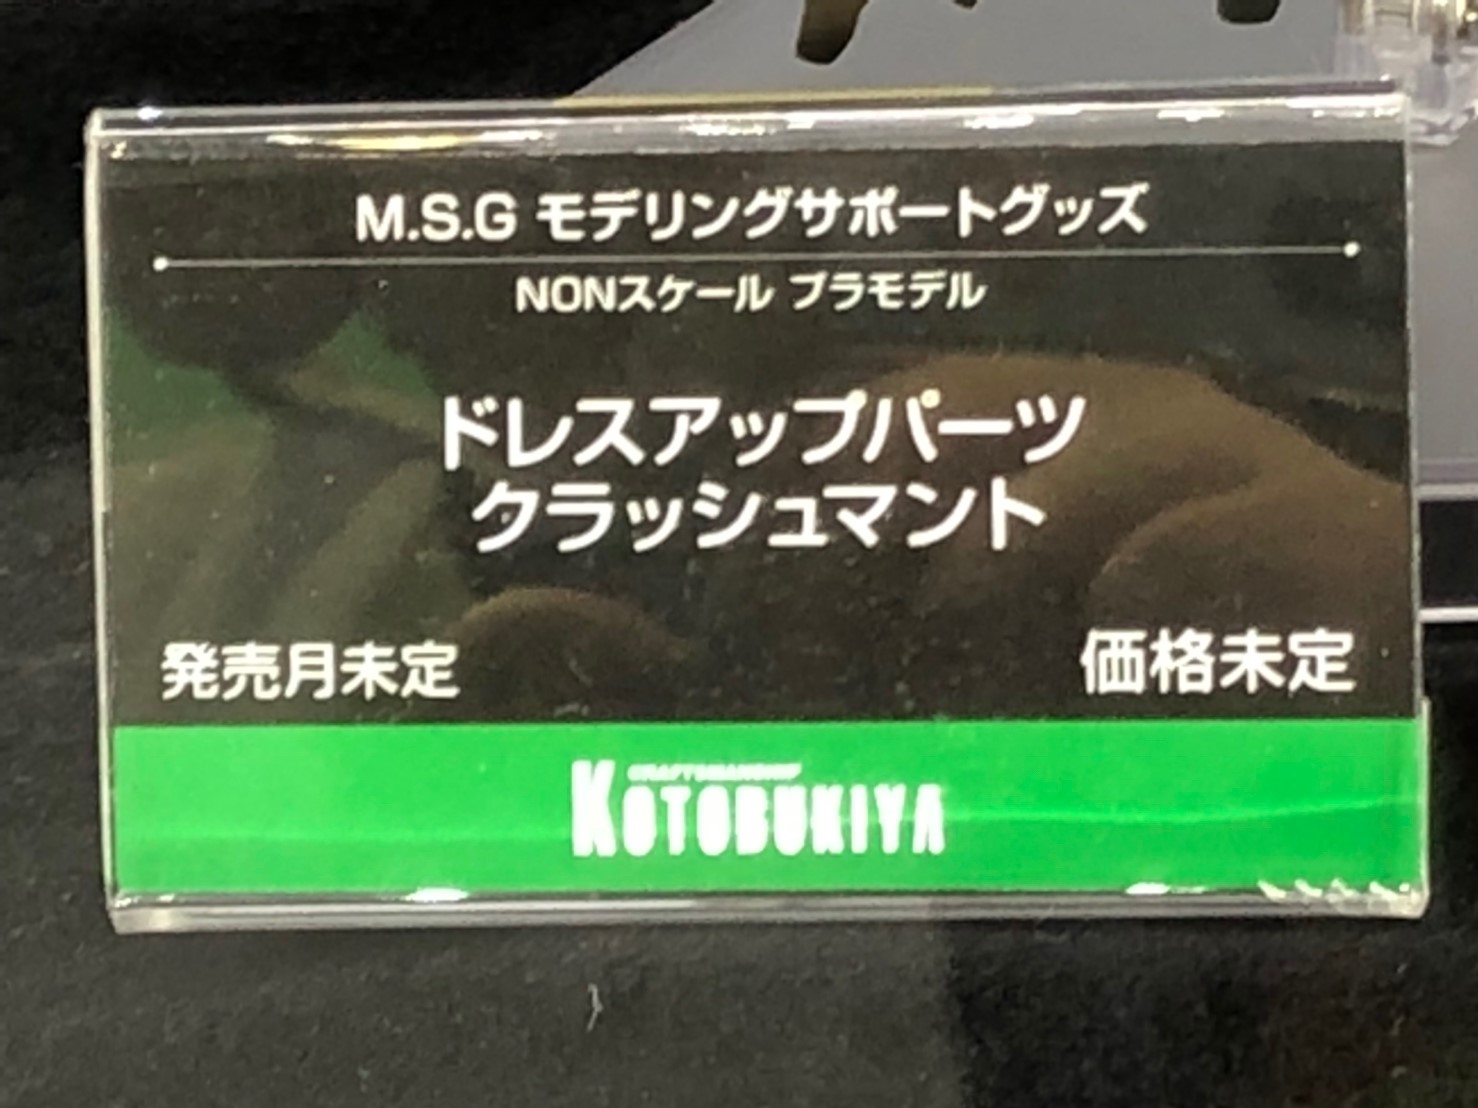 M.S.G モデリングサポートグッズ
NONスケール プラモデル
ドレスアップパーツ
クラッシュマント
発売月未定
価格未定
CRAFTSMANSHIP
KOTOBUKIYA